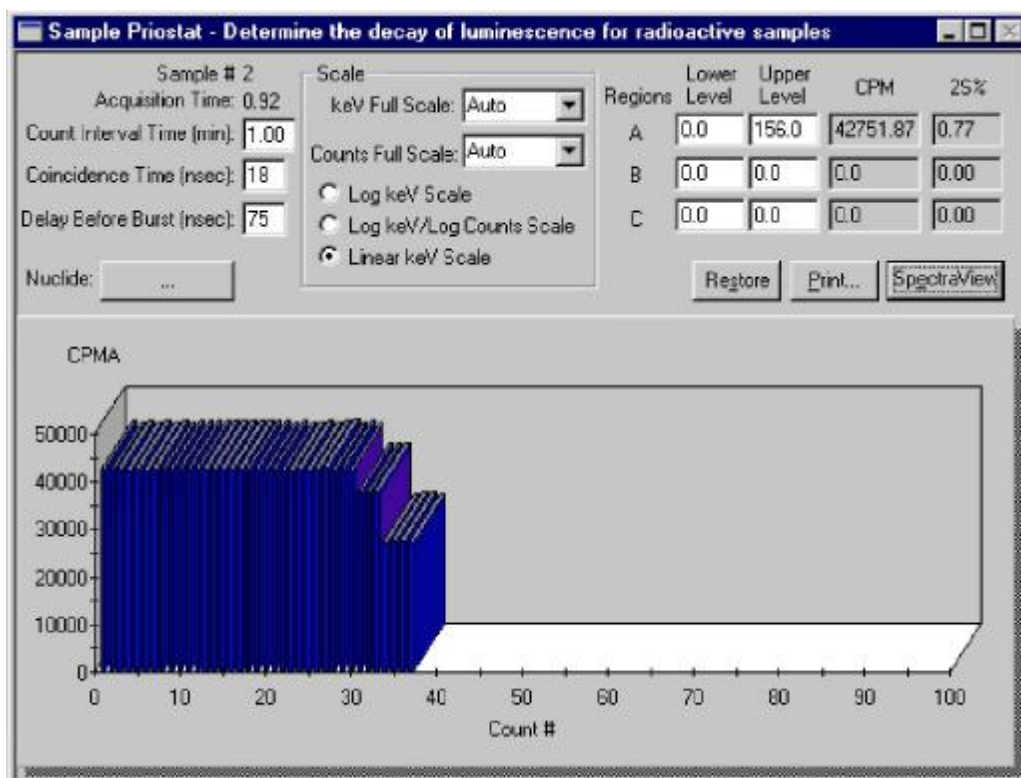 Sample Priostat - Determine the decay of luminescence for radioactive samples
Sample # 2
Acquisition Time: 0.92
Count Interval Time (min): 1.00
Coincidence Time (nsec): 18
Delay Before Burst (nsec): 75
Nuclide: ...
Scale
keV Full Scale: Auto
Counts Full Scale: Auto
Log keV Scale
Log keV/Log Counts Scale
Linear keV Scale
Regions Lower Level Upper Level CPM 2S%
A 0.0 156.0 42751.87 0.77
B 0.0 0.0 0.0 0.00
C 0.0 0.0 0.0 0.00
Restore Print... SpectraView
CPMA
50000
40000
30000
20000
10000
0
0 10 20 30 40 50 60 70 80 90 100
Count #